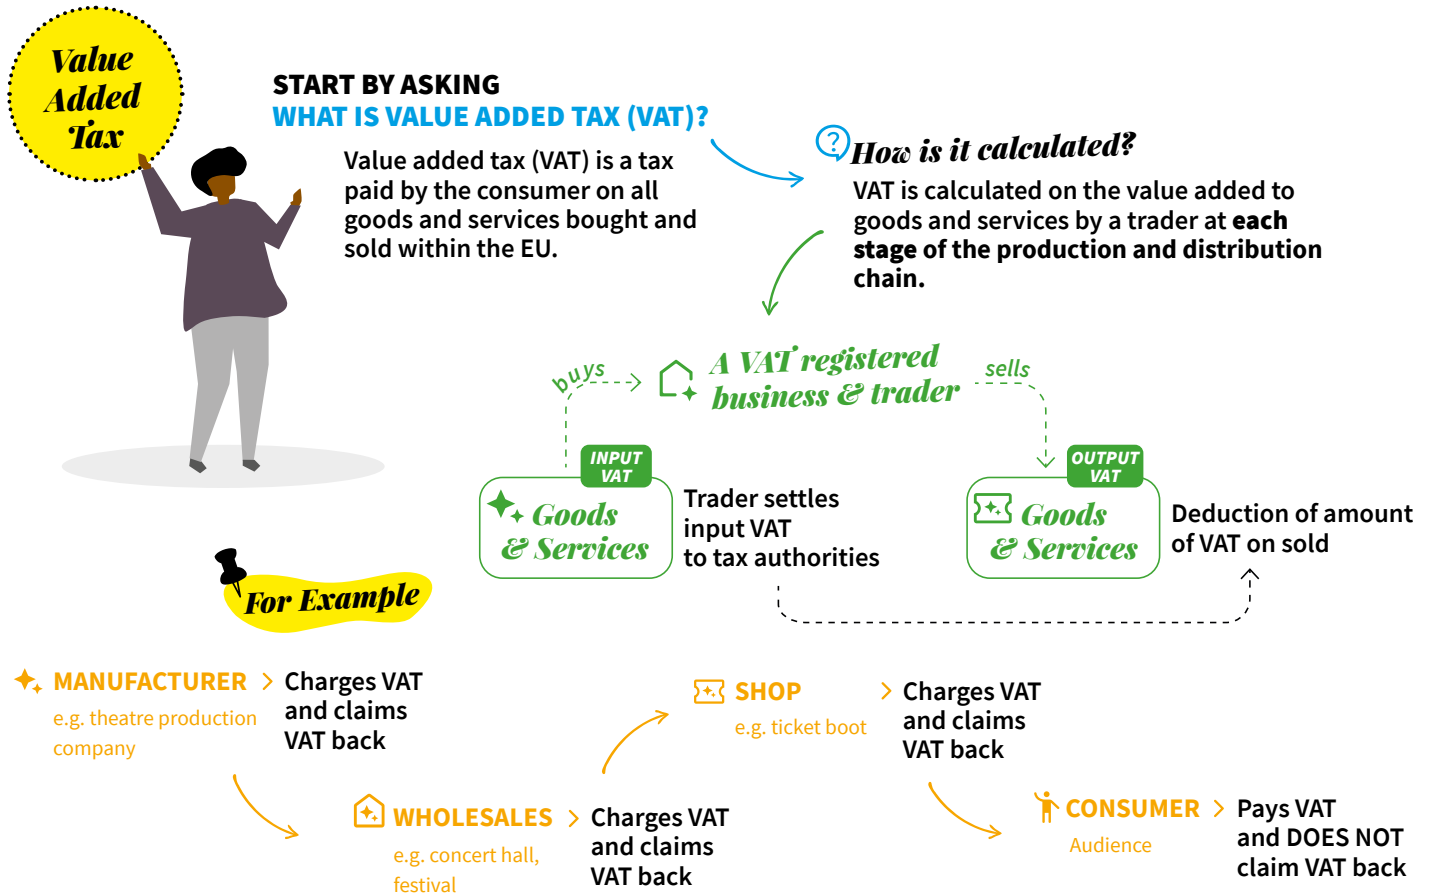 Value
Added
Tax
START BY ASKING
WHAT IS VALUE ADDED TAX (VAT)?
Value added tax (VAT) is a tax
paid by the consumer on all
goods and services bought and
sold within the EU.
How is it calculated?
VAT is calculated on the value added to
goods and services by a trader at each
stage of the production and distribution
chain.
buys
A VAT registered
business & trader
sells
INPUT
VAT
Goods
& Services
Trader settles
input VAT
to tax authorities
OUTPUT
VAT
Goods
& Services
Deduction of amount
of VAT on sold
For Example
MANUFACTURER
e.g. theatre production
company
Charges VAT
and claims
VAT back
WHOLESALES
e.g. concert hall,
festival
Charges VAT
and claims
VAT back
SHOP
e.g. ticket boot
Charges VAT
and claims
VAT back
CONSUMER
Audience
Pays VAT
and DOES NOT
claim VAT back